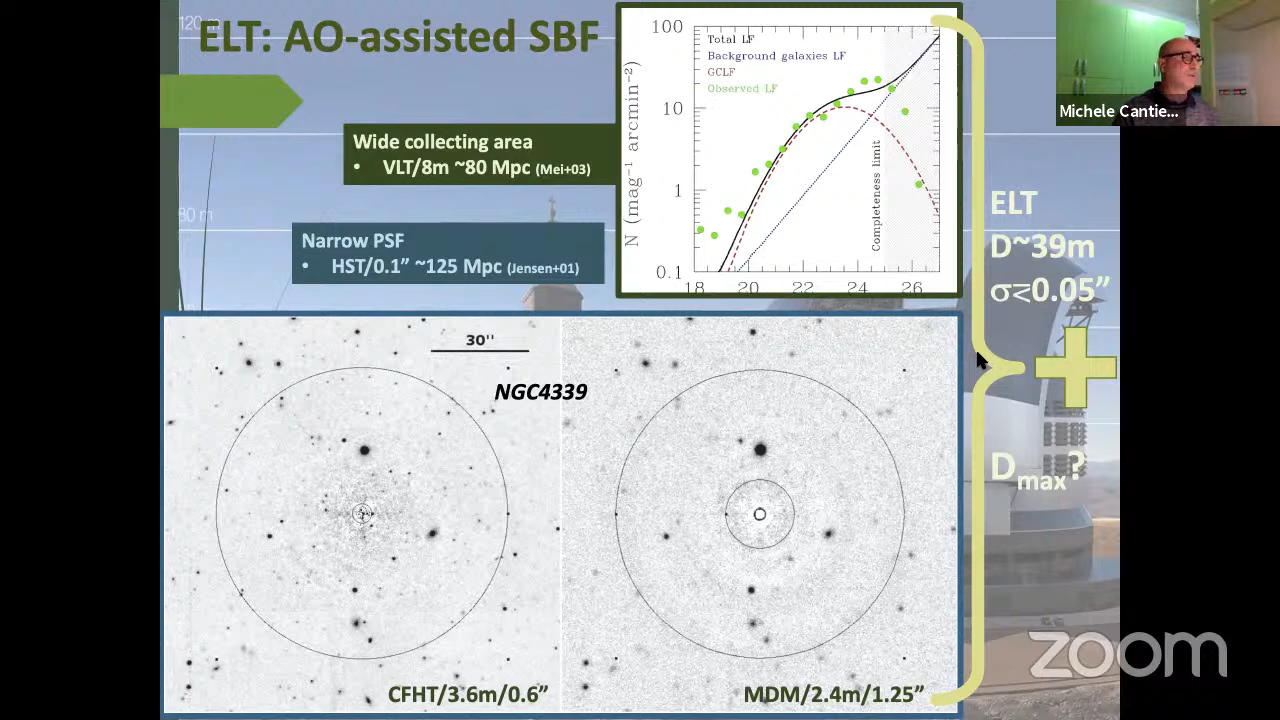 120 m
ELT: AO-assisted SBF
Wide collecting area
• VLT/8m ~80 Mpc (Mei+03)
80 m
Narrow PSF
• HST/0.1” ~125 Mpc (Jensen+01)
100
10
1
0.1
N (mag⁻¹ arcmin⁻²)
Total LF
Background galaxies LF
GCLF
Observed LF
Completeness limit
18 20 22 24 26
Michele Cantie...
ELT
D~39m
σ≲0.05”
Dmax?
30''
NGC4339
CFHT/3.6m/0.6”
MDM/2.4m/1.25”
zoom